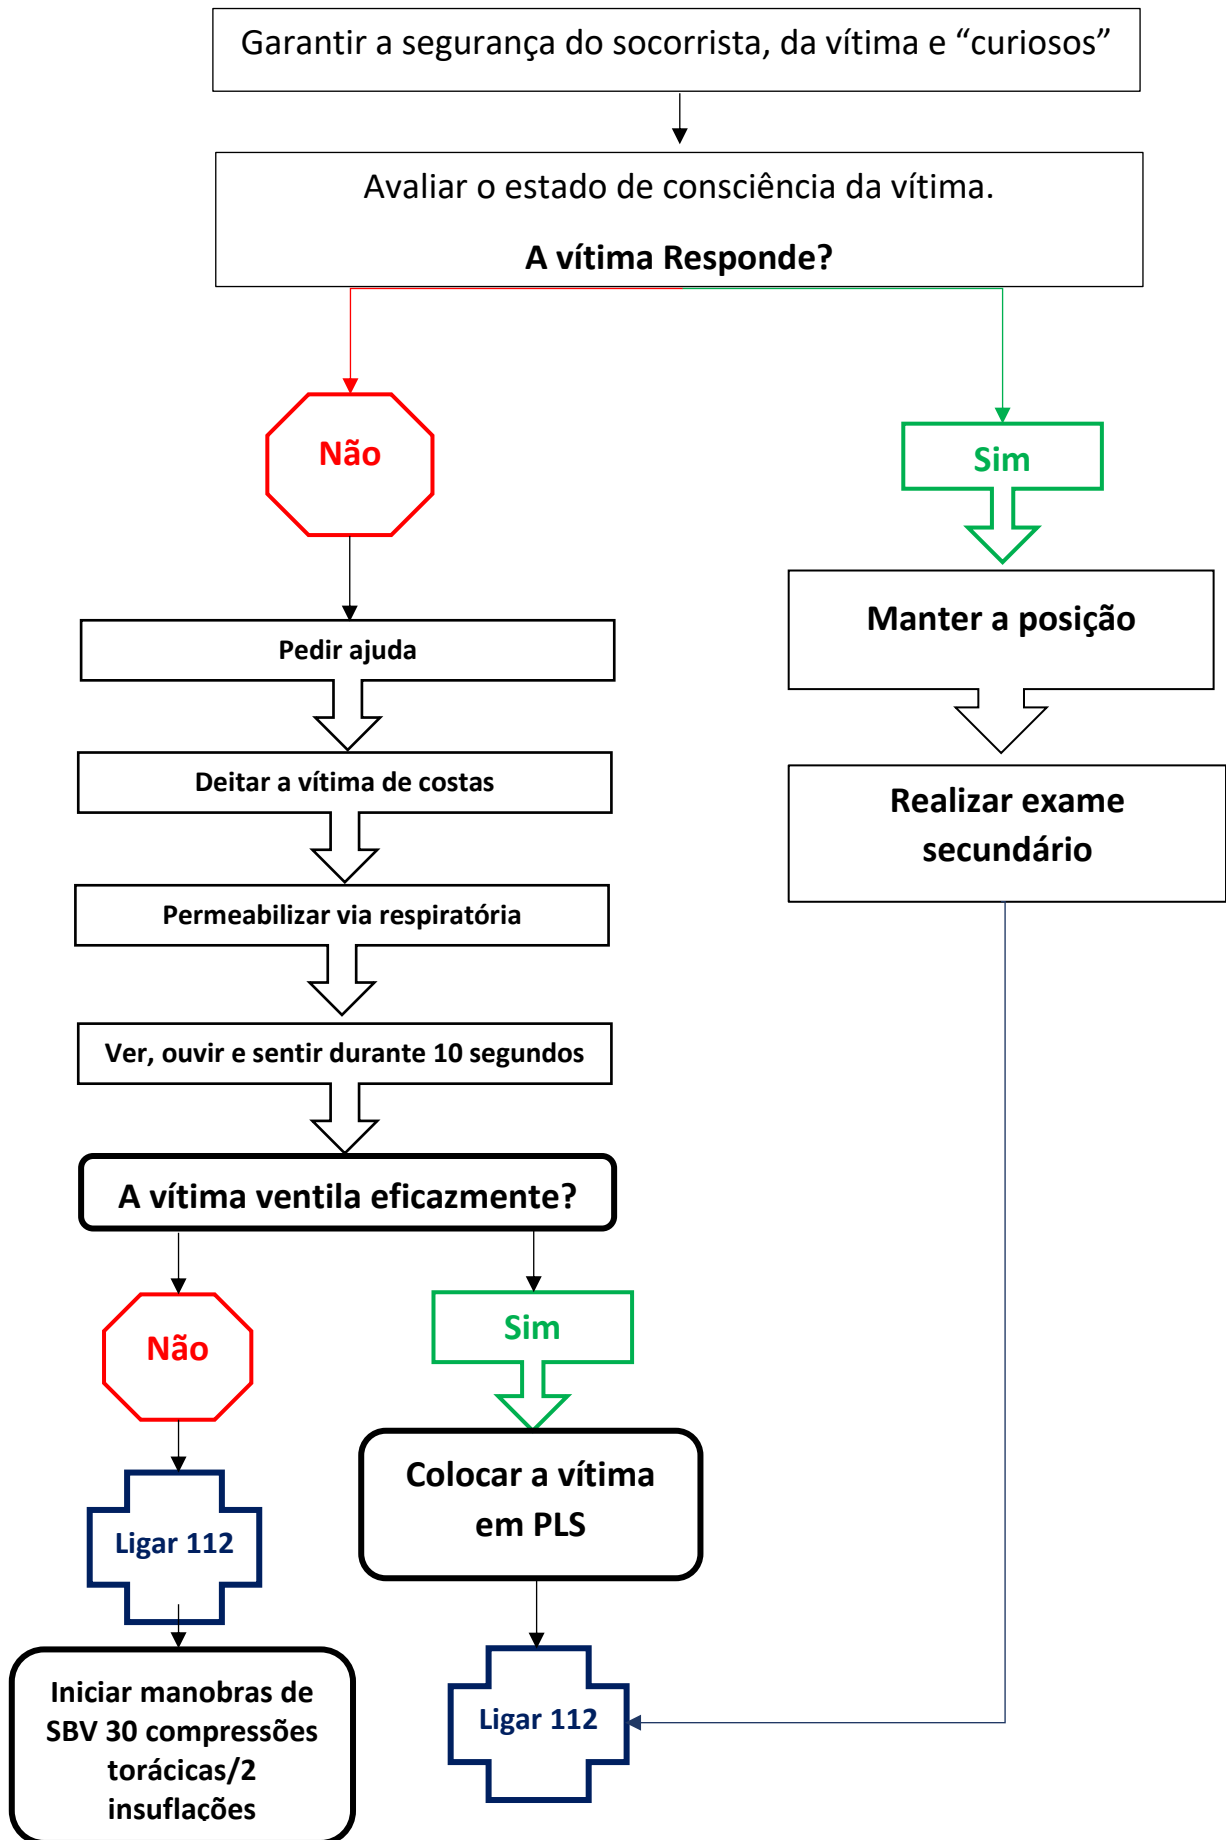 Garantir a segurança do socorrista, da vítima e “curiosos”
Avaliar o estado de consciência da vítima.
A vítima Responde?
Não
Sim
Manter a posição
Pedir ajuda
Deitar a vítima de costas
Realizar exame
secundário
Permeabilizar via respiratória
Ver, ouvir e sentir durante 10 segundos
A vítima ventila eficazmente?
Não
Sim
Colocar a vítima
em PLS
Ligar 112
Iniciar manobras de
SBV 30 compressões
torácicas/2
insuflações
Ligar 112